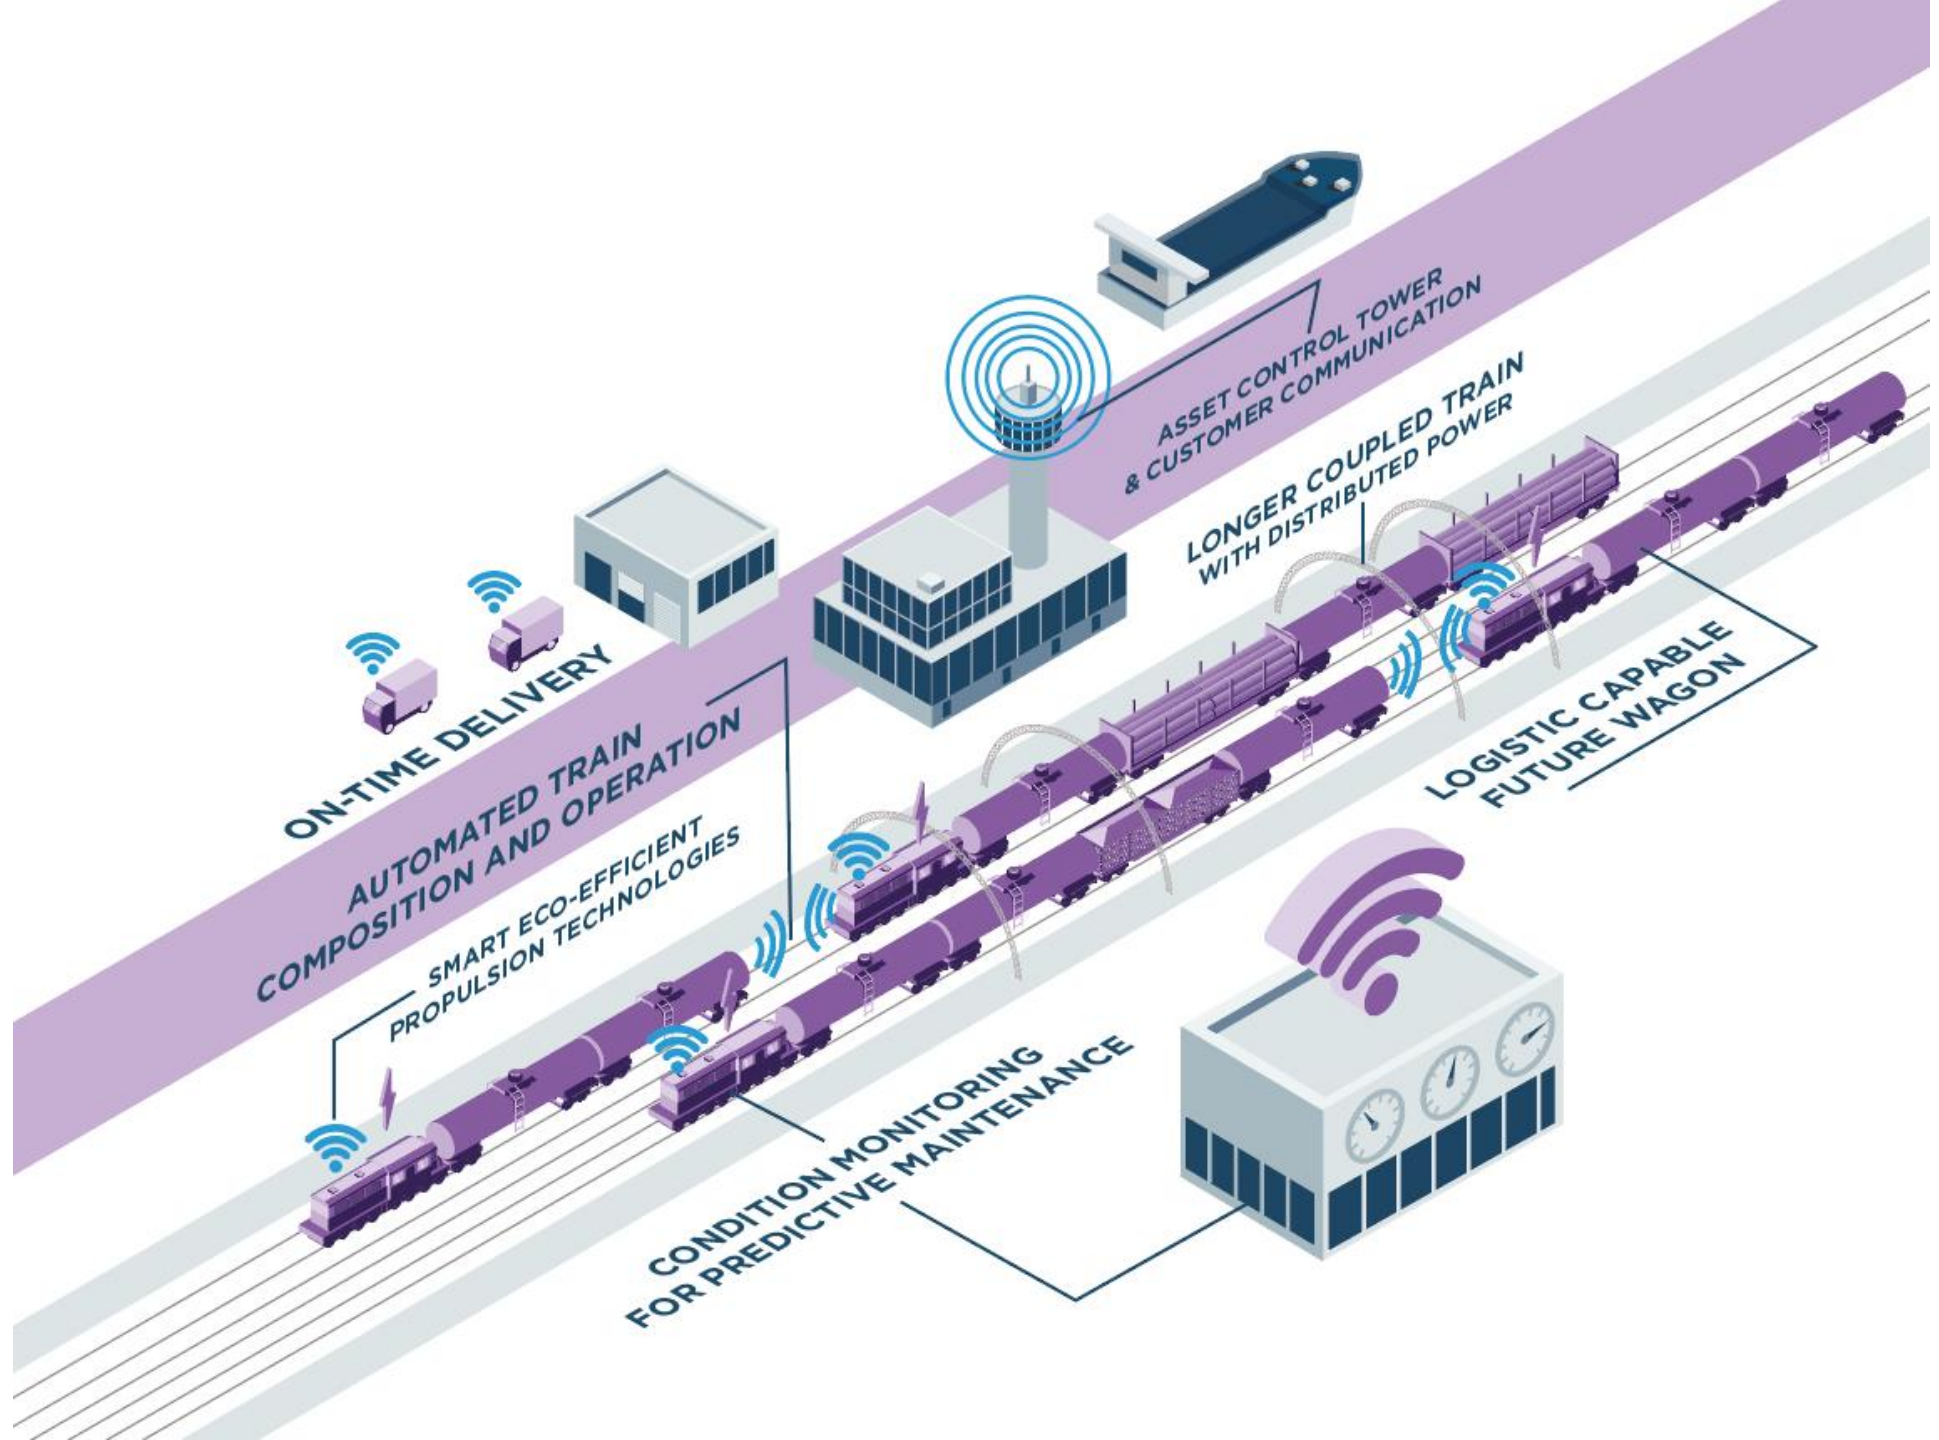 ASSET CONTROL TOWER
& CUSTOMER COMMUNICATION
LONGER COUPLED TRAIN
WITH DISTRIBUTED POWER
ON-TIME DELIVERY
LOGISTIC CAPABLE
FUTURE WAGON
AUTOMATED TRAIN
COMPOSITION AND OPERATION
SMART ECO-EFFICIENT
PROPULSION TECHNOLOGIES
CONDITION MONITORING
FOR PREDICTIVE MAINTENANCE